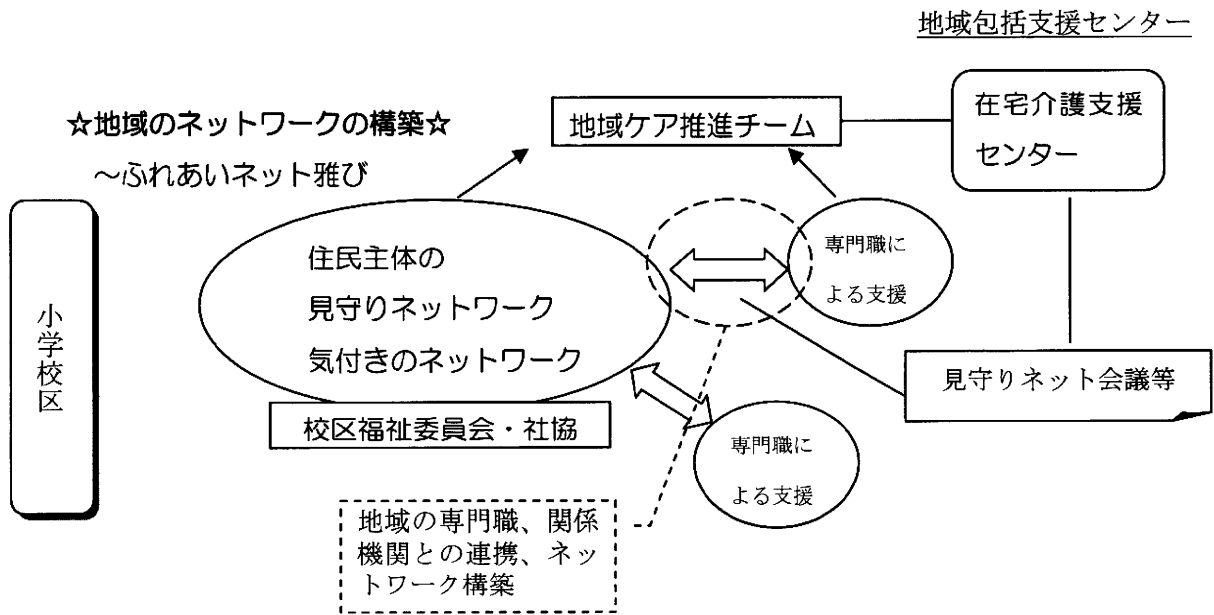 地域包括支援センター
☆地域のネットワークの構築☆
～ふれあいネット雅び
地域ケア推進チーム
在宅介護支援
センター
小学校区
住民主体の
見守りネットワーク
気付きのネットワーク
校区福祉委員会・社協
専門職に
よる支援
見守りネット会議等
専門職に
よる支援
地域の専門職、関係
機関との連携、ネッ
トワーク構築